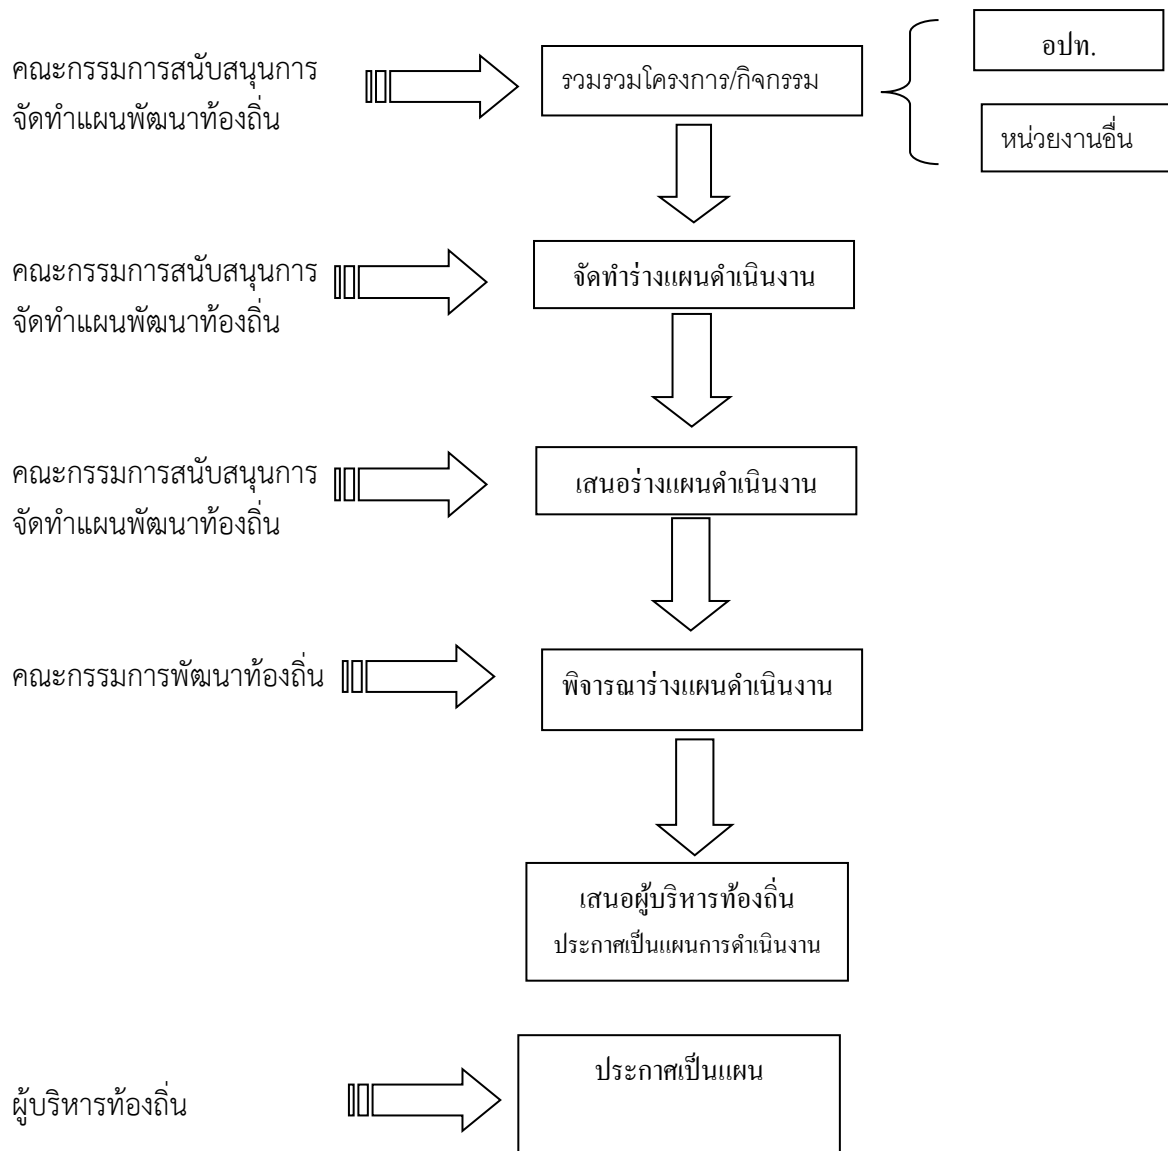 คณะกรรมการสนับสนุนการ
จัดทำแผนพัฒนาท้องถิ่น
รวมรวมโครงการ/กิจกรรม
อปท.
หน่วยงานอื่น
คณะกรรมการสนับสนุนการ
จัดทำแผนพัฒนาท้องถิ่น
จัดทำร่างแผนดำเนินงาน
คณะกรรมการสนับสนุนการ
จัดทำแผนพัฒนาท้องถิ่น
เสนอร่างแผนดำเนินงาน
คณะกรรมการพัฒนาท้องถิ่น
พิจารณาร่างแผนดำเนินงาน
เสนอผู้บริหารท้องถิ่น
ประกาศเป็นแผนการดำเนินงาน
ผู้บริหารท้องถิ่น
ประกาศเป็นแผน